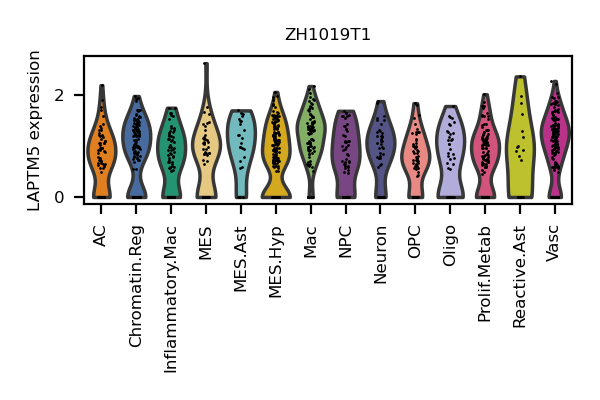 ZH1019T1
LAPTM5 expression
2
0
AC
Chromatin.Reg
Inflammatory.Mac
MES
MES.Ast
MES.Hyp
Mac
NPC
Neuron
OPC
Oligo
Prolif.Metab
Reactive.Ast
Vasc